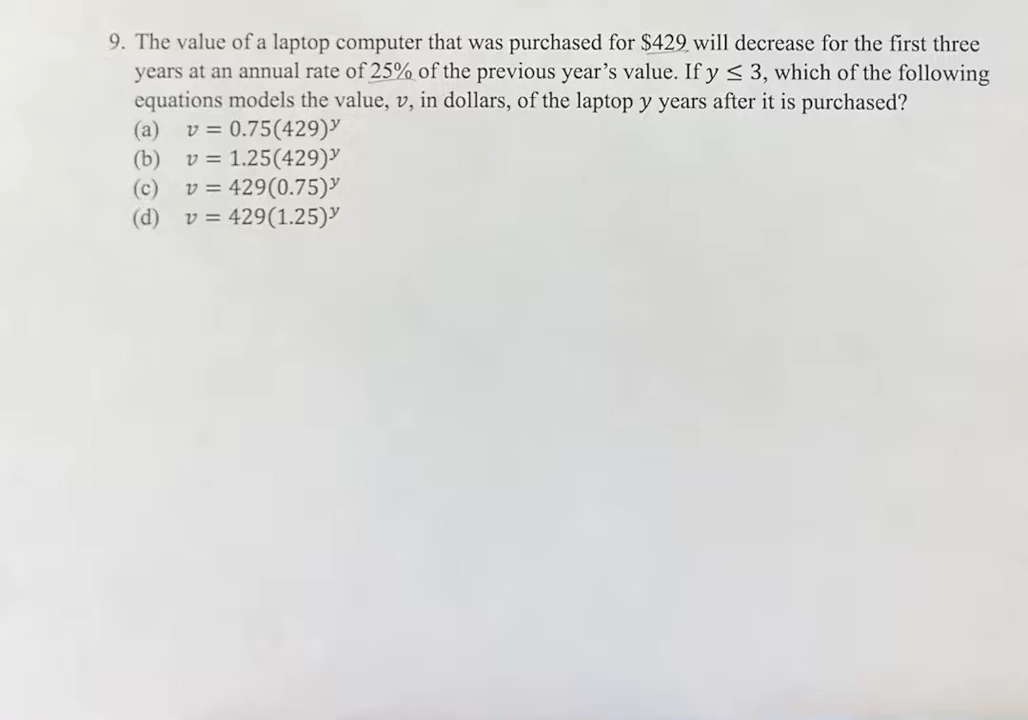 9. The value of a laptop computer that was purchased for $429 will decrease for the first three
years at an annual rate of 25% of the previous year's value. If y ≤ 3, which of the following
equations models the value, v, in dollars, of the laptop y years after it is purchased?
(a) v = 0.75(429)^y
(b) v = 1.25(429)^y
(c) v = 429(0.75)^y
(d) v = 429(1.25)^y